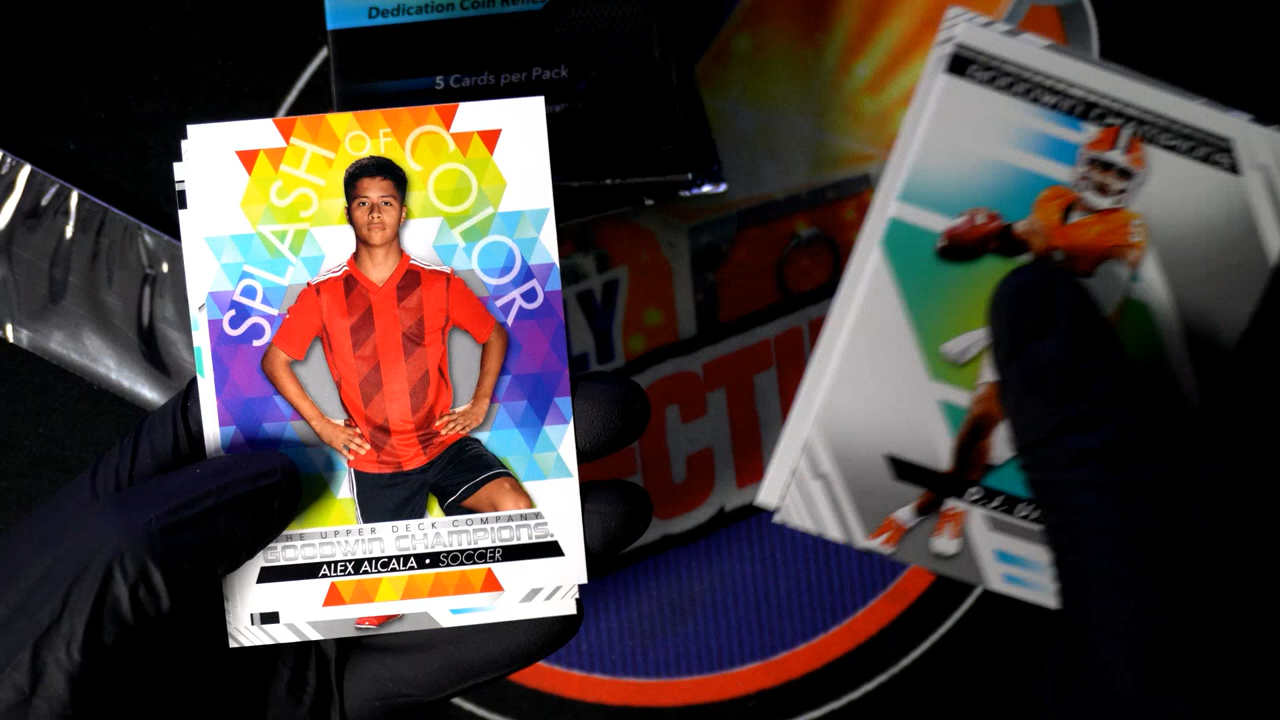 Dedication Coin Relics
5 Cards per Pack
SPLASH OF COLOR
THE UPPER DECK COMPANY
GOODWIN CHAMPIONS.
ALEX ALCALA • SOCCER
GOODWIN CHAMPIONS